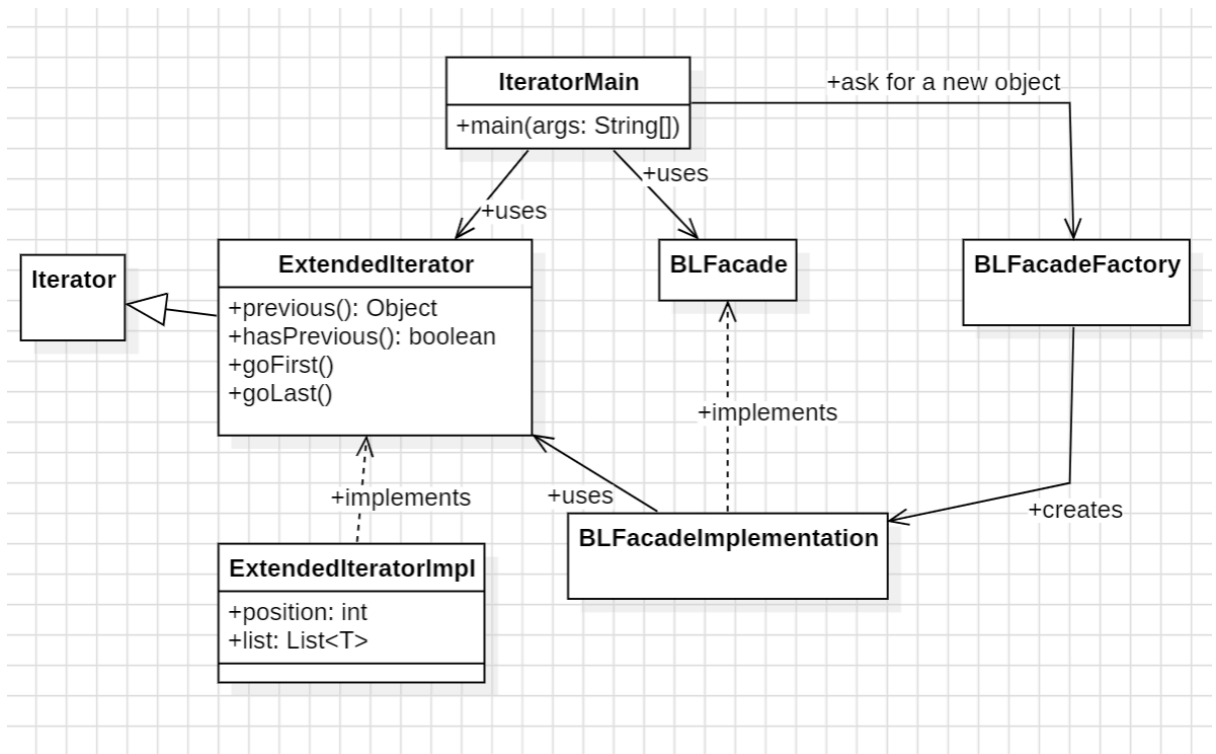 IteratorMain
+main(args: String[])
+ask for a new object
+uses
+uses
Iterator
ExtendedIterator
+previous(): Object
+hasPrevious(): boolean
+goFirst()
+goLast()
BLFacade
BLFacadeFactory
+implements
+implements
+uses
+creates
BLFacadeImplementation
ExtendedIteratorImpl
+position: int
+list: List<T>